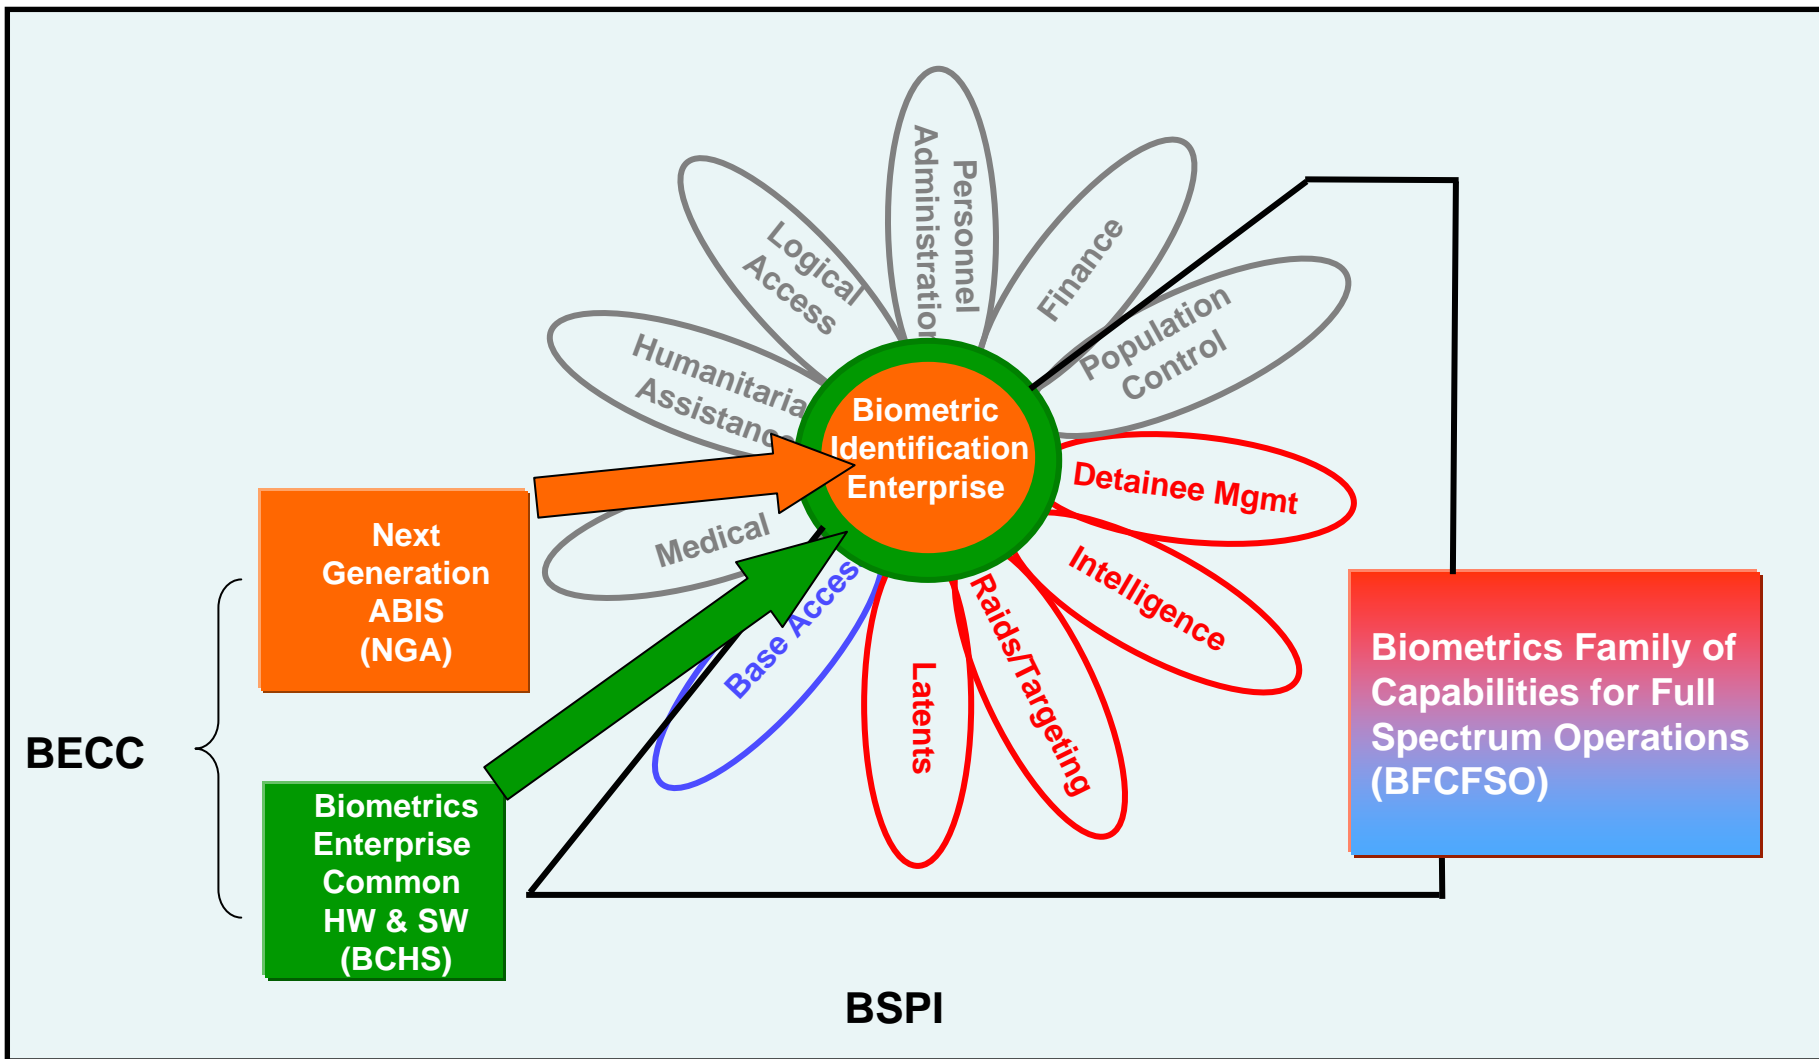 Personnel
Administration
Logical
Access
Finance
Population
Control
Humanitaria
Assistance
Biometric
Identification
Enterprise
Detainee Mgmt
Medical
Intelligence
Base Acces
Raids/Targeting
Latents
Next
Generation
ABIS
(NGA)
BECC
Biometrics
Enterprise
Common
HW & SW
(BCHS)
Biometrics Family of
Capabilities for Full
Spectrum Operations
(BFCFSO)
BSPI